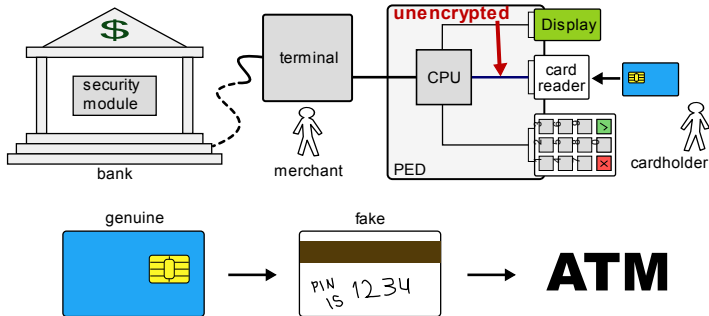 $
unencrypted
Display
terminal
CPU
card
reader
security
module
PED
merchant
cardholder
bank
genuine
fake
PIN
IS 1234
ATM